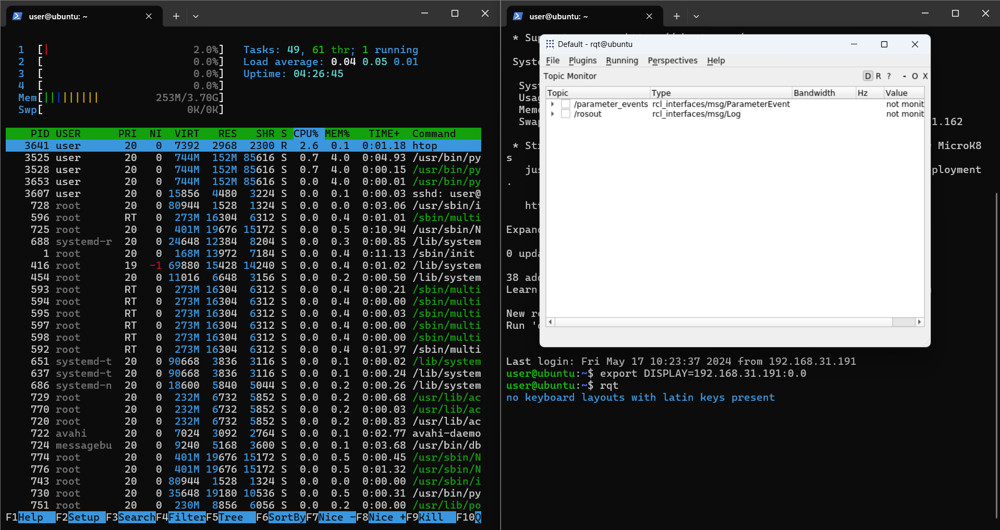 user@ubuntu: ~
1 [| 2.0%] Tasks: 49, 61 thr; 1 running
2 [ 0.0%] Load average: 0.04 0.05 0.01
3 [ 0.0%] Uptime: 04:26:45
4 [ 0.0%]
Mem[||||||||| 253M/3.70G]
Swp[ 0K/0K]
PID USER PRI NI VIRT RES SHR S CPU% MEM% TIME+ Command
3641 user 20 0 7392 2968 2300 R 2.6 0.1 0:01.18 htop
3525 user 20 0 744M 152M 85616 S 0.7 4.0 0:04.93 /usr/bin/py
3528 user 20 0 744M 152M 85616 S 0.7 4.0 0:00.15 /usr/bin/py
3653 user 20 0 744M 152M 85616 S 0.0 4.0 0:00.01 /usr/bin/py
3607 user 20 0 15856 4480 3224 S 0.0 0.1 0:00.03 sshd: user@
728 root 20 0 80944 1528 1324 S 0.0 0.0 0:03.06 /usr/sbin/i
596 root RT 0 273M 16304 6312 S 0.0 0.4 0:01.01 /sbin/multi
725 root 20 0 401M 19676 15172 S 0.0 0.5 0:10.94 /usr/sbin/N
688 systemd-r 20 0 24648 12384 8204 S 0.0 0.3 0:00.85 /lib/system
1 root 20 0 168M 13972 7184 S 0.0 0.4 0:11.13 /sbin/init
416 root 19 -1 69880 15428 14240 S 0.0 0.4 0:01.02 /lib/system
454 root 20 0 11016 6648 3156 S 0.0 0.2 0:00.50 /lib/system
593 root RT 0 273M 16304 6312 S 0.0 0.4 0:00.21 /sbin/multi
594 root RT 0 273M 16304 6312 S 0.0 0.4 0:00.00 /sbin/multi
595 root RT 0 273M 16304 6312 S 0.0 0.4 0:00.03 /sbin/multi
597 root RT 0 273M 16304 6312 S 0.0 0.4 0:00.00 /sbin/multi
598 root RT 0 273M 16304 6312 S 0.0 0.4 0:00.00 /sbin/multi
592 root RT 0 273M 16304 6312 S 0.0 0.4 0:01.97 /sbin/multi
651 systemd-t 20 0 90668 3836 3116 S 0.0 0.1 0:00.02 /lib/system
637 systemd-t 20 0 90668 3836 3116 S 0.0 0.1 0:00.24 /lib/system
686 systemd-n 20 0 18600 5840 5044 S 0.0 0.2 0:00.26 /lib/system
729 root 20 0 232M 6732 5852 S 0.0 0.2 0:00.68 /usr/lib/ac
770 root 20 0 232M 6732 5852 S 0.0 0.2 0:00.03 /usr/lib/ac
720 root 20 0 232M 6732 5852 S 0.0 0.2 0:00.83 /usr/lib/ac
722 avahi 20 0 7024 3092 2764 S 0.0 0.1 0:02.77 avahi-daemo
724 messagebu 20 0 9240 5168 3600 S 0.0 0.1 0:03.68 /usr/bin/db
774 root 20 0 401M 19676 15172 S 0.0 0.5 0:00.45 /usr/sbin/N
776 root 20 0 401M 19676 15172 S 0.0 0.5 0:01.32 /usr/sbin/N
743 root 20 0 80944 1528 1324 S 0.0 0.0 0:00.00 /usr/sbin/i
730 root 20 0 35648 19180 10536 S 0.0 0.5 0:00.31 /usr/bin/py
751 root 20 0 230M 8856 6056 S 0.0 0.2 0:00.00 /usr/lib/po
F1Help F2Setup F3SearchF4FilterF5Tree F6SortByF7Nice -F8Nice +F9Kill F10Q
user@ubuntu: ~
* Su
Syst
Sys
Usag
Memo
Swap 1.162
* St MicroK8
s
jus ployment
.
ht
Expan
0 upda
38 add
Learn
New re
Run 'd
Default - rqt@ubuntu
File Plugins Running Perspectives Help
Topic Monitor D R ? - O X
Topic Type Bandwidth Hz Value
/parameter_events rcl_interfaces/msg/ParameterEvent not monit
/rosout rcl_interfaces/msg/Log not monit
Last login: Fri May 17 10:23:37 2024 from 192.168.31.191
user@ubuntu:~$ export DISPLAY=192.168.31.191:0.0
user@ubuntu:~$ rqt
no keyboard layouts with latin keys present